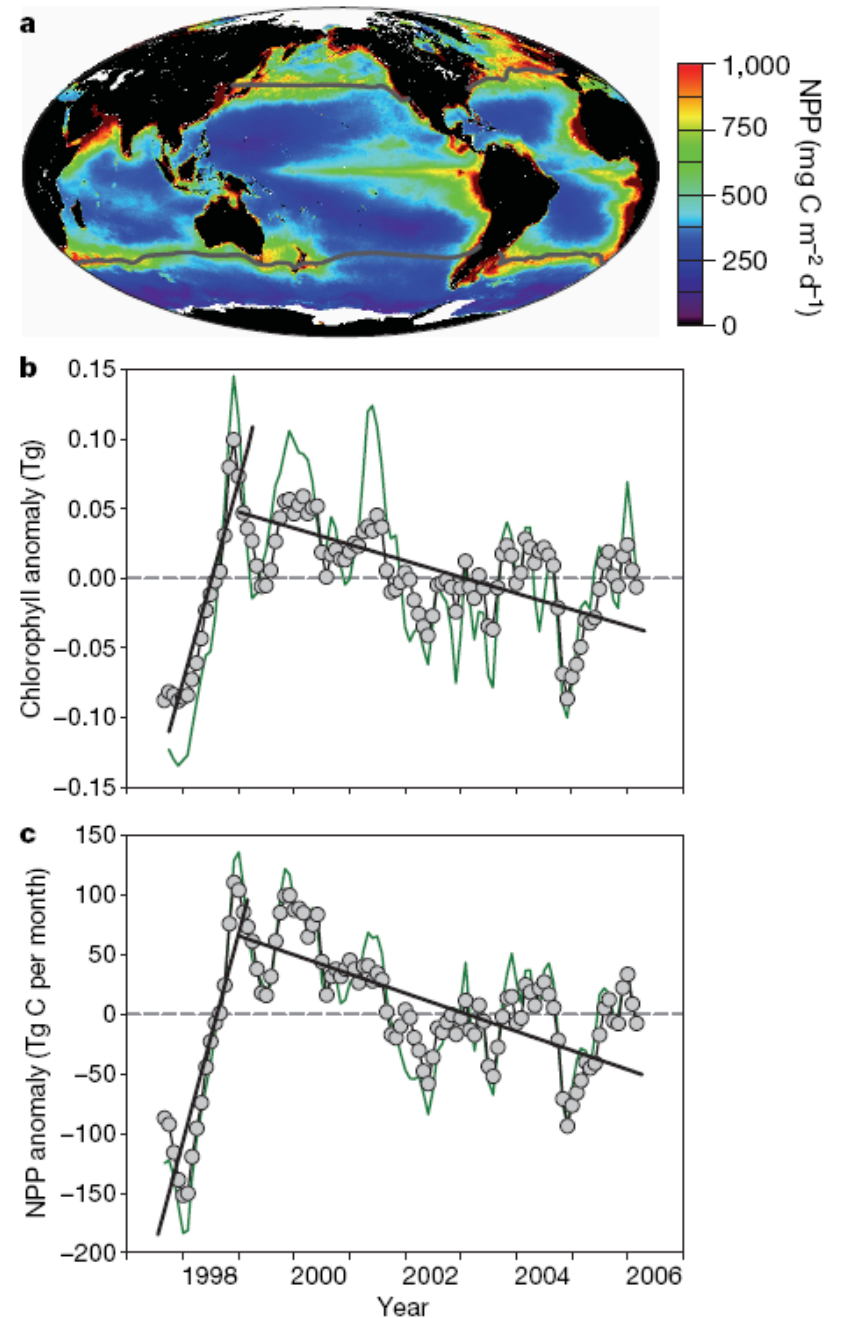 a
1,000
750
500
250
0
NPP (mg C m⁻² d⁻¹)
b
Chlorophyll anomaly (Tg)
0.15
0.10
0.05
0.00
−0.05
−0.10
−0.15
c
NPP anomaly (Tg C per month)
150
100
50
0
−50
−100
−150
−200
1998 2000 2002 2004 2006
Year